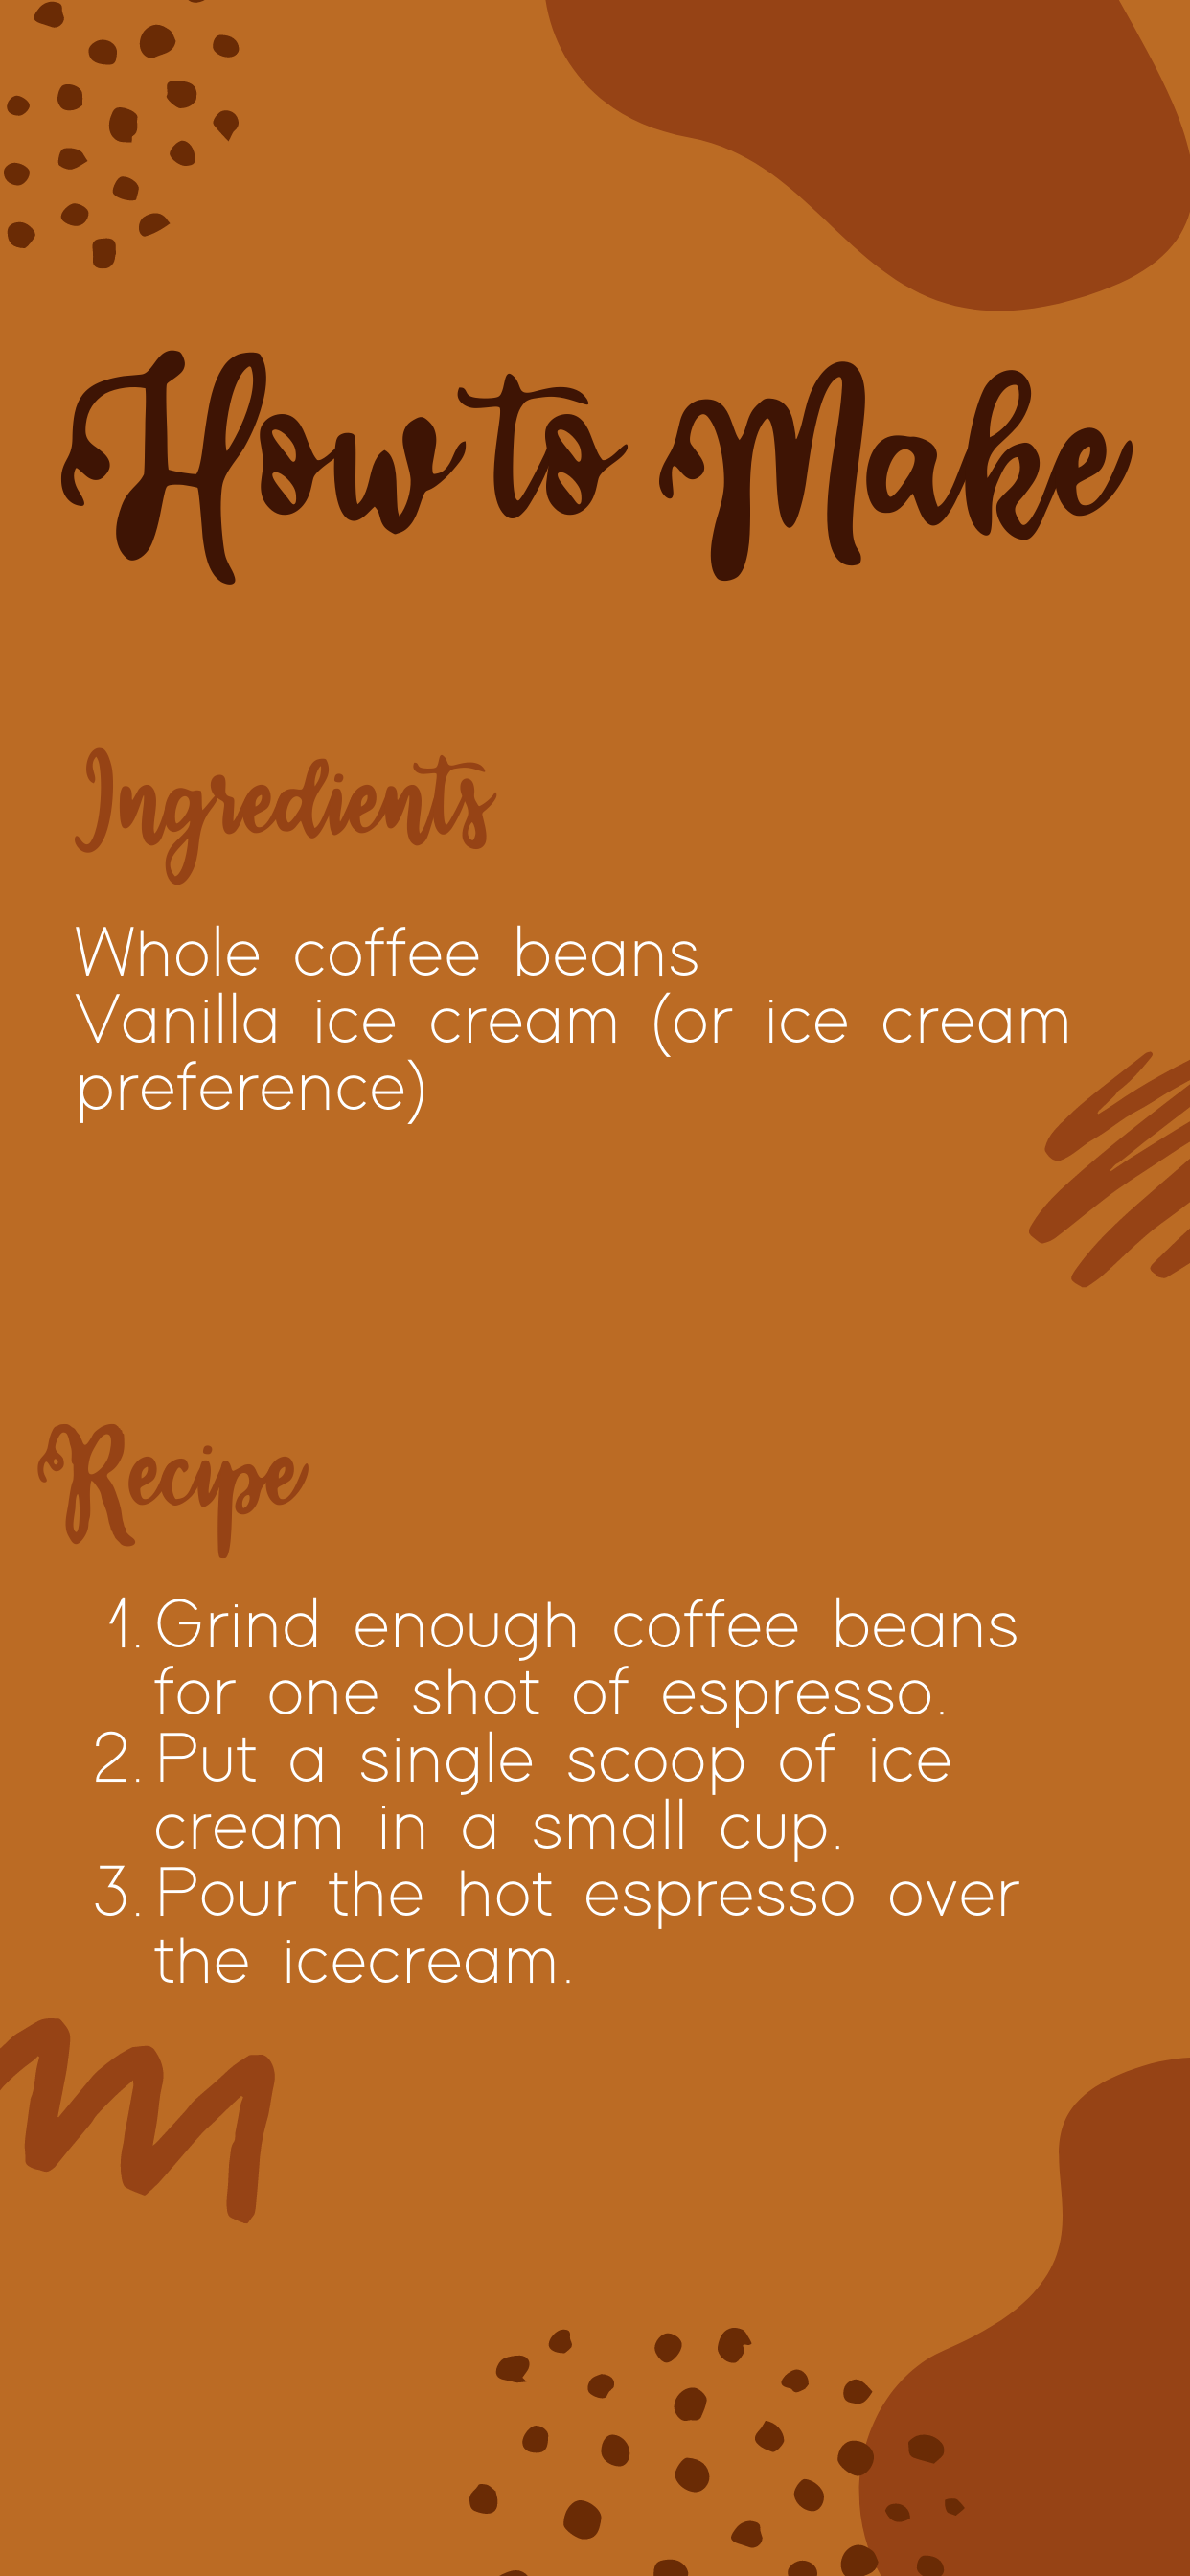 How to Make
Ingredients
Whole coffee beans
Vanilla ice cream (or ice cream
preference)
Recipe
1. Grind enough coffee beans
for one shot of espresso.
2. Put a single scoop of ice
cream in a small cup.
3. Pour the hot espresso over
the icecream.